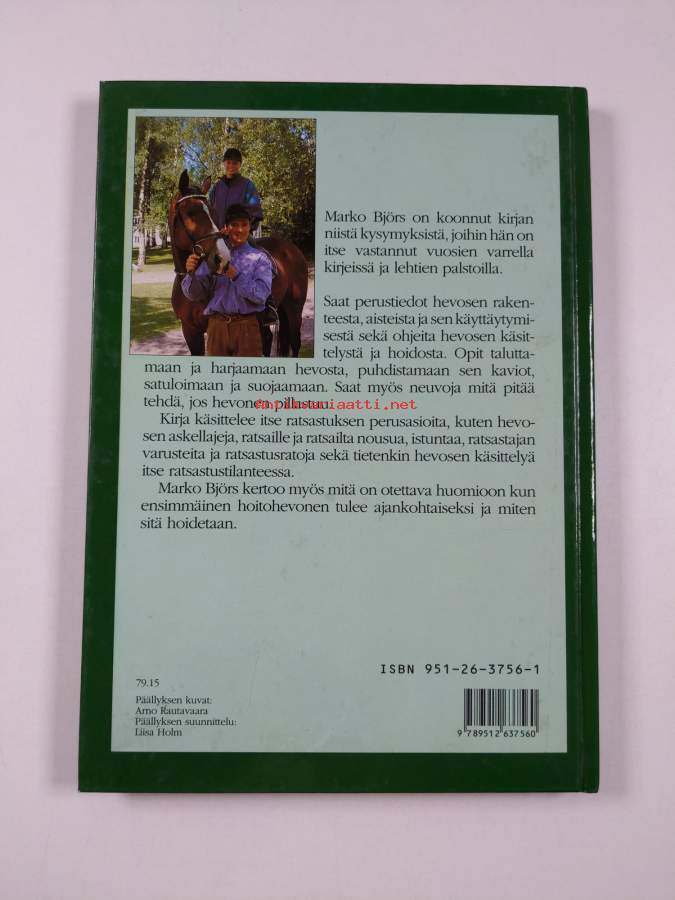 Marko Björs on koonnut kirjan
niistä kysymyksistä, joihin hän on
itse vastannut vuosien varrella
kirjeissä ja lehtien palstoilla.
Saat perustiedot hevosen raken-
teesta, aisteista ja sen käyttäytymi-
sestä sekä ohjeita hevosen käsit-
telystä ja hoidosta. Opit talutta-
maan ja harjaamaan hevosta, puhdistamaan sen kaviot,
satuloimaan ja suojaamaan. Saat myös neuvoja mitä pitää
tehdä, jos hevonen pillastuu.
antikvariaatti.net
Kirja käsittelee itse ratsastuksen perusasioita, kuten hevo-
sen askellajeja, ratsaille ja ratsailta nousua, istuntaa, ratsastajan
varusteita ja ratsastusratoja sekä tietenkin hevosen käsittelyä
itse ratsastustilanteessa.
Marko Björs kertoo myös mitä on otettava huomioon kun
ensimmäinen hoitohevonen tulee ajankohtaiseksi ja miten
sitä hoidetaan.
ISBN 951-26-3756-1
79.15
Päällyksen kuvat:
Arno Rautavaara
Päällyksen suunnittelu:
Liisa Holm
9 789512 637560